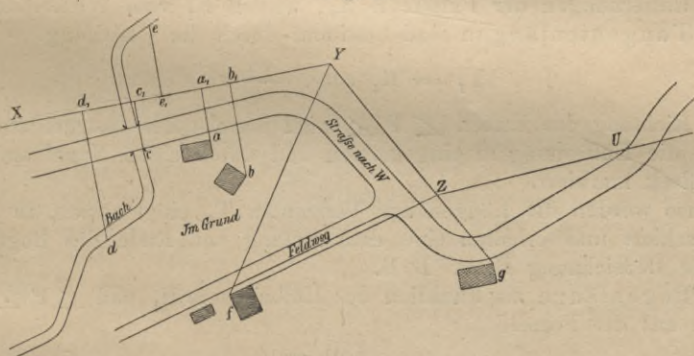 e
Y
a₁ b₁
c₁ e₁
X d₁
c a
Straße nach W
U
b
Z
Bach
Jm Grund
d
Feldweg
g
f